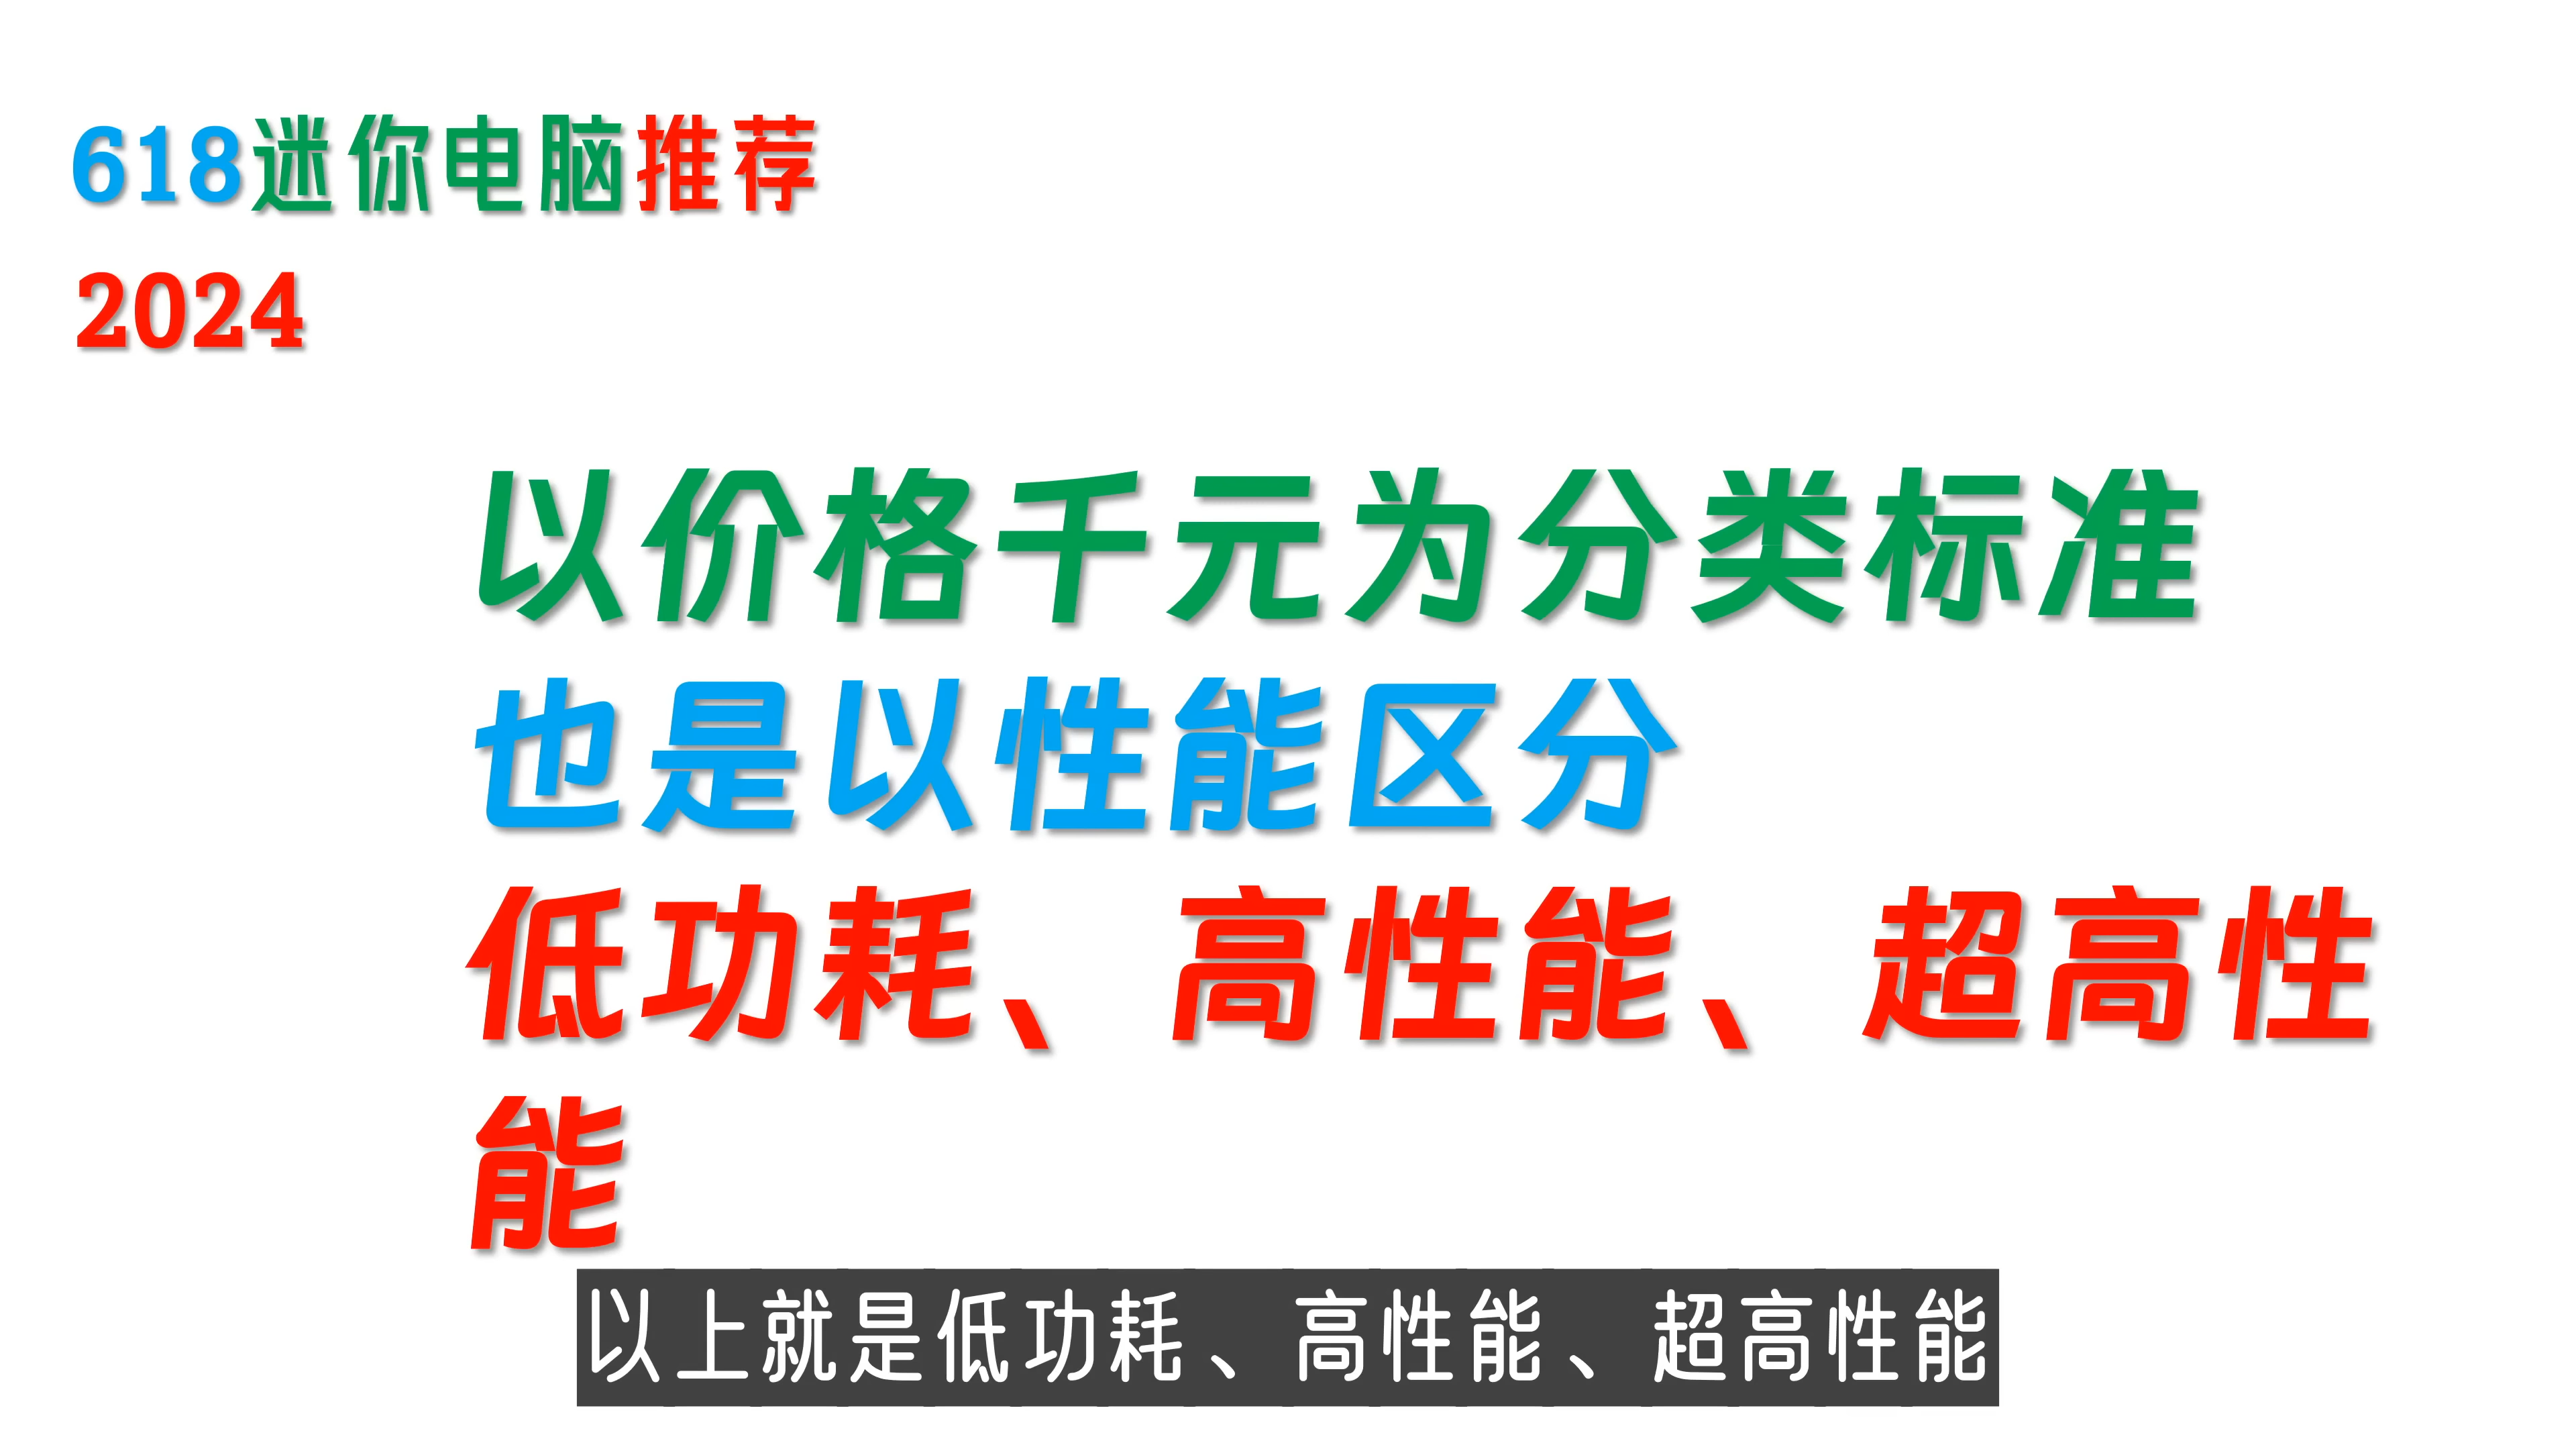 618迷你电脑推荐
2024
以价格千元为分类标准
也是以性能区分
低功耗、高性能、超高性
能
以上就是低功耗、高性能、超高性能